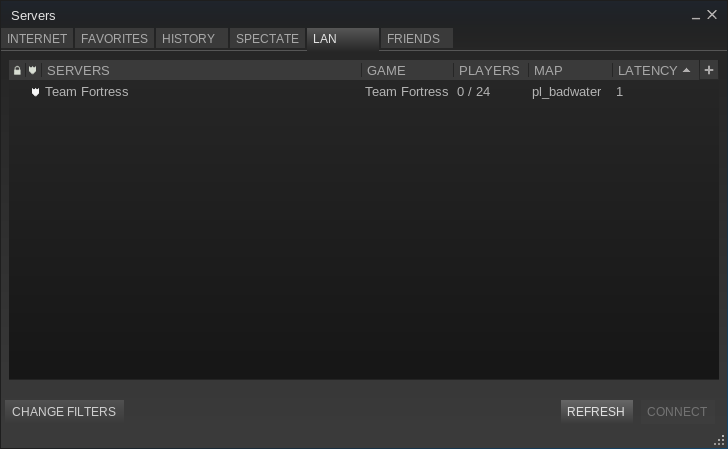 Servers
INTERNET FAVORITES HISTORY SPECTATE LAN FRIENDS
SERVERS GAME PLAYERS MAP LATENCY
Team Fortress Team Fortress 0 / 24 pl_badwater 1
CHANGE FILTERS REFRESH CONNECT